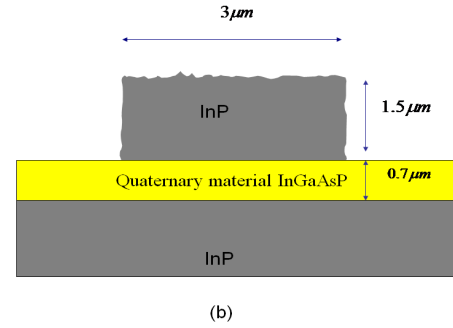 3μm
InP
1.5μm
Quaternary material InGaAsP
0.7μm
InP
(b)